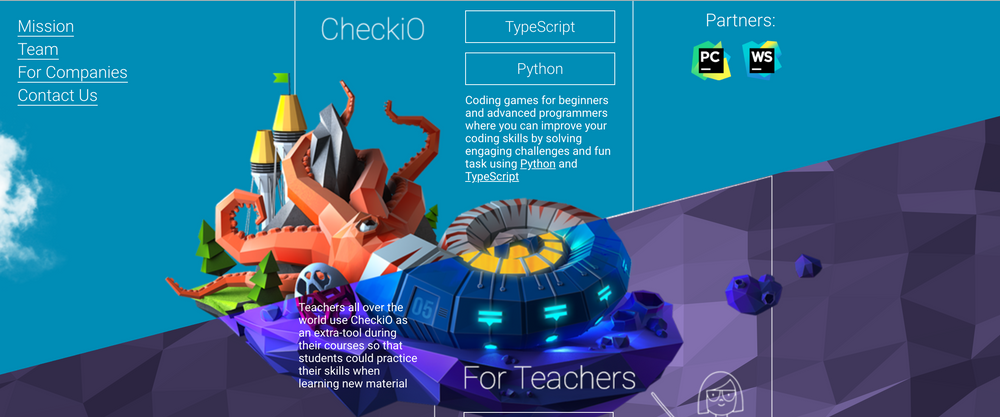 Mission
Team
For Companies
Contact Us
CheckiO
TypeScript
Python
Coding games for beginners
and advanced programmers
where you can improve your
coding skills by solving
engaging challenges and fun
task using Python and
TypeScript
Partners:
PC
WS
05
Teachers all over the
world use CheckiO as
an extra-tool during
their courses so that
students could practice
their skills when
learning new material
For Teachers